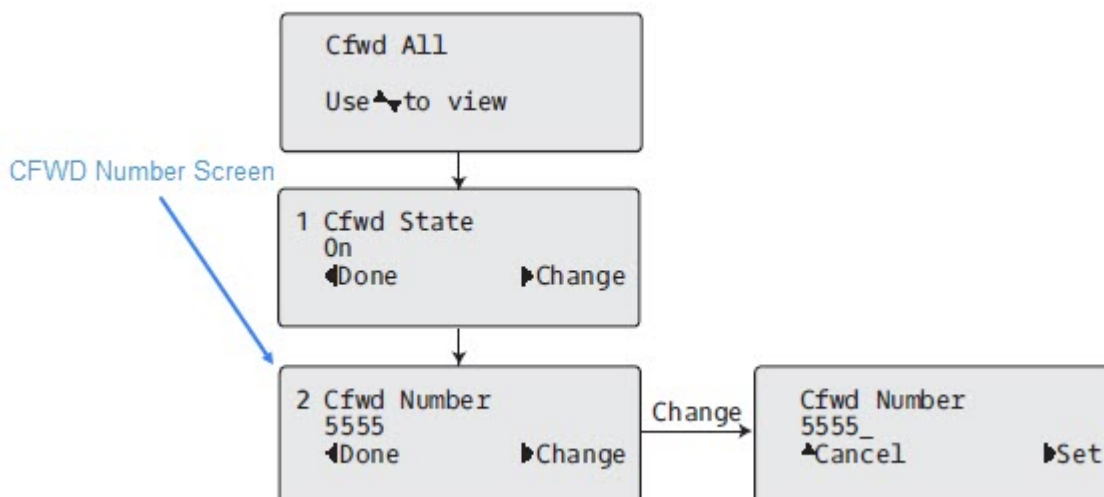 Cfwd All
Use to view
CFWD Number Screen
1 Cfwd State
On
Done Change
2 Cfwd Number
5555
Done Change
Change
Cfwd Number
5555_
Cancel Set